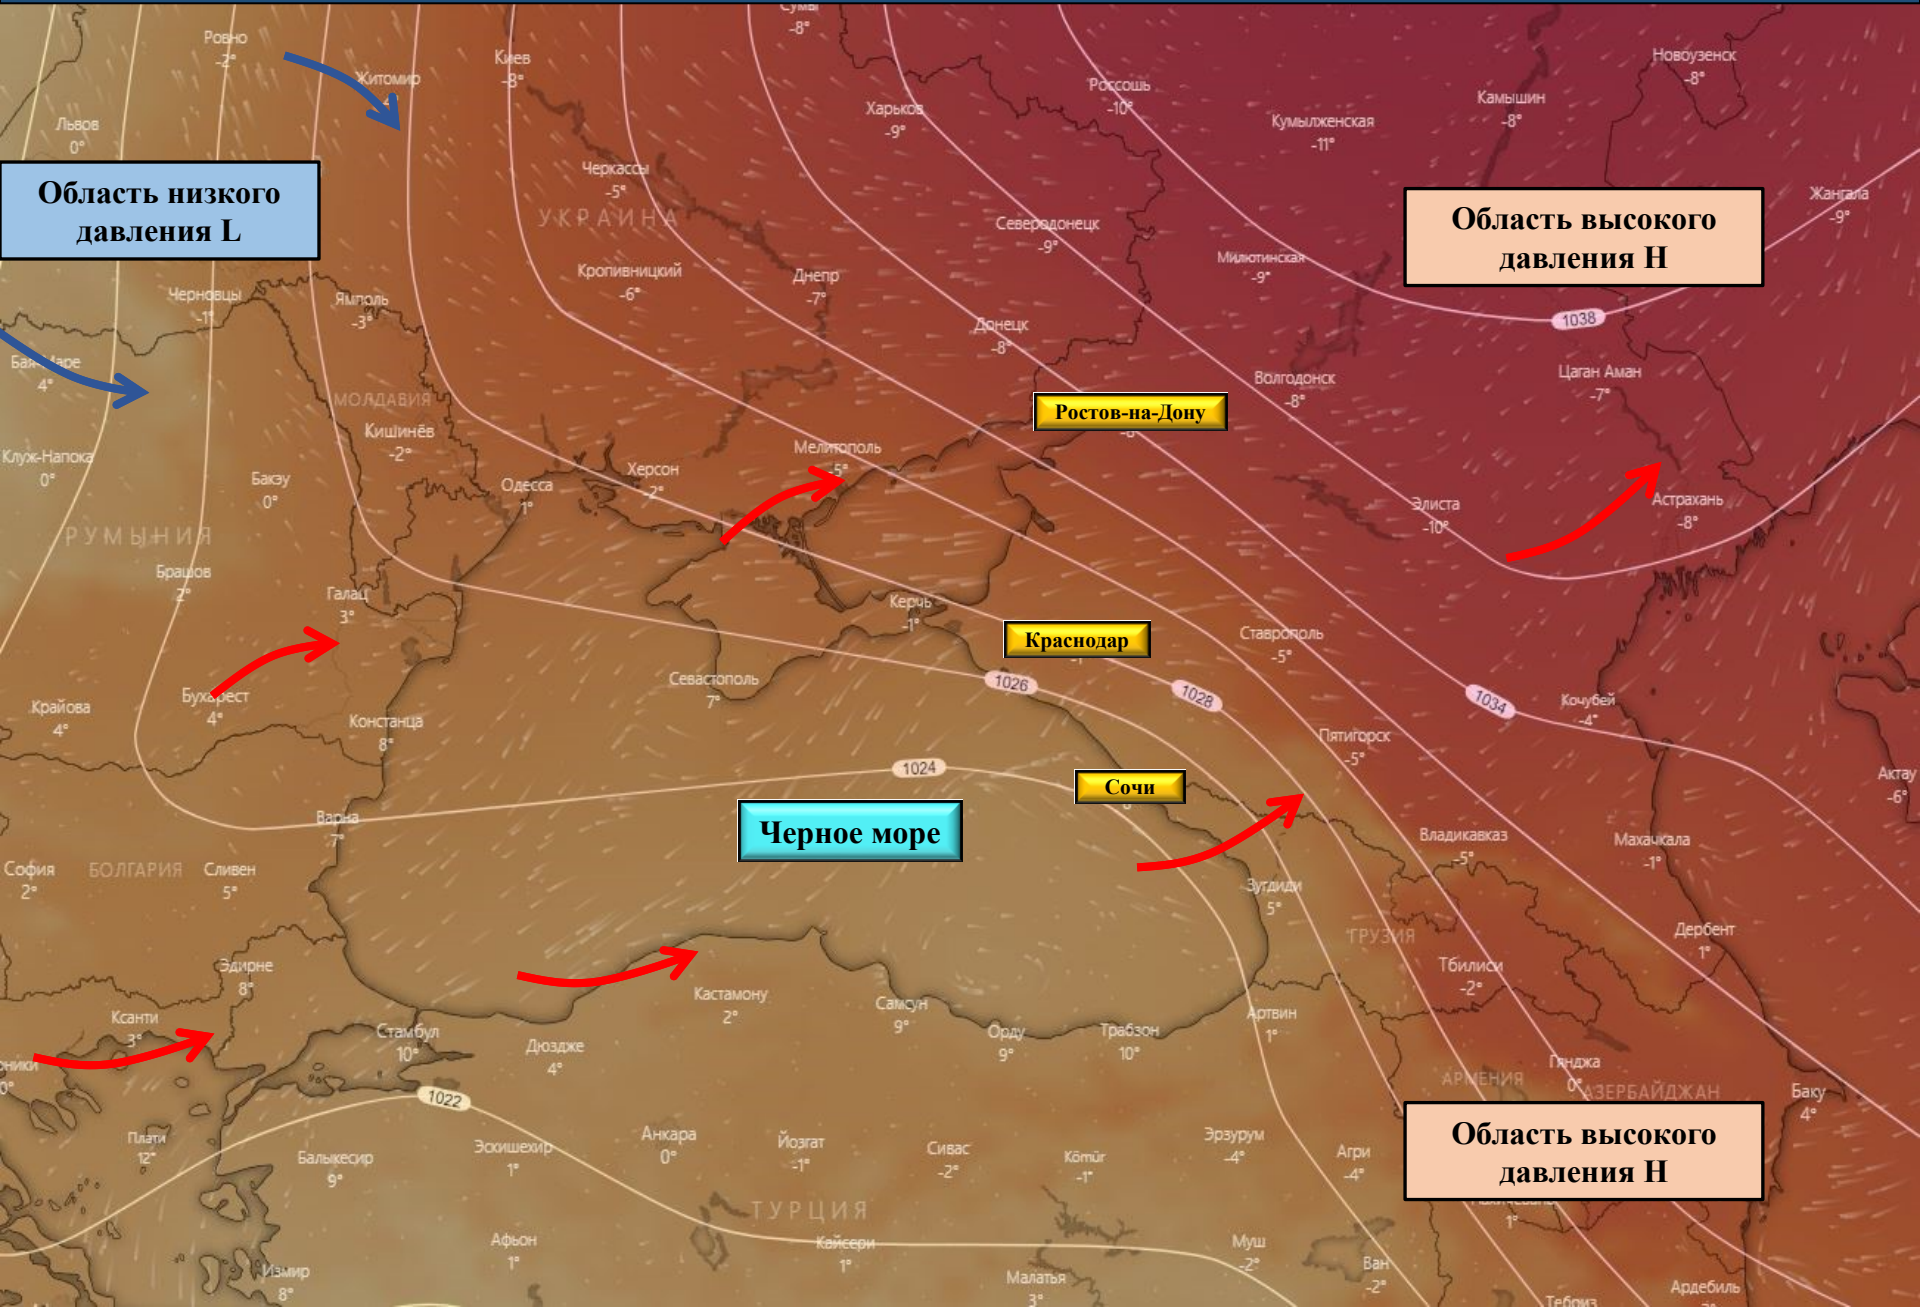 Сумы
-8°
Ровно
-2°
Киев
-8°
Житомир
Новоузенск
-8°
Россошь
-10°
Камышин
-8°
Харьков
-9°
Кумылженская
-11°
Львов
0°
Черкассы
-5°
Область низкого
давления L
УКРАИНА
Область высокого
давления H
Жангала
-9°
Северодонецк
-9°
Милютинская
-9°
Кропивницкий
-6°
Днепр
-7°
Черновцы
-1°
Ямполь
-3°
Донецк
-8°
1038
Бая-Маре
4°
Волгодонск
-8°
Цаган Аман
-7°
МОЛДАВИЯ
Ростов-на-Дону
Кишинёв
-2°
Мелитополь
-5°
Клуж-Напока
0°
Бакэу
0°
Одесса
1°
Херсон
-2°
Элиста
-10°
Астрахань
-8°
РУМЫНИЯ
Брашов
2°
Галац
3°
Керчь
-1°
Краснодар
Ставрополь
-5°
Севастополь
7°
1026
1028
1034
Кочубей
-4°
Крайова
4°
Бухарест
4°
Констанца
8°
Пятигорск
-5°
1024
Сочи
Актау
-6°
Варна
7°
Черное море
Владикавказ
-5°
Махачкала
-1°
София
2°
БОЛГАРИЯ
Сливен
5°
Зугдиди
5°
ГРУЗИЯ
Дербент
1°
Эдирне
8°
Тбилиси
-2°
Кастамону
2°
Самсун
9°
Ксанти
3°
Стамбул
10°
Орду
9°
Трабзон
10°
Артвин
1°
Дюздже
4°
Гянджа
0°
АРМЕНИЯ
АЗЕРБАЙДЖАН
Баку
4°
1022
Область высокого
давления H
Плати
12°
Балыкесир
9°
Эскишехир
1°
Анкара
0°
Йозгат
-1°
Сивас
-2°
Kömür
-1°
Эрзурум
-4°
Агри
-4°
ТУРЦИЯ
1°
Афьон
1°
Кайсери
1°
Муш
-2°
Ван
-2°
Измир
8°
Малатья
3°
Ардебиль
Тебриз